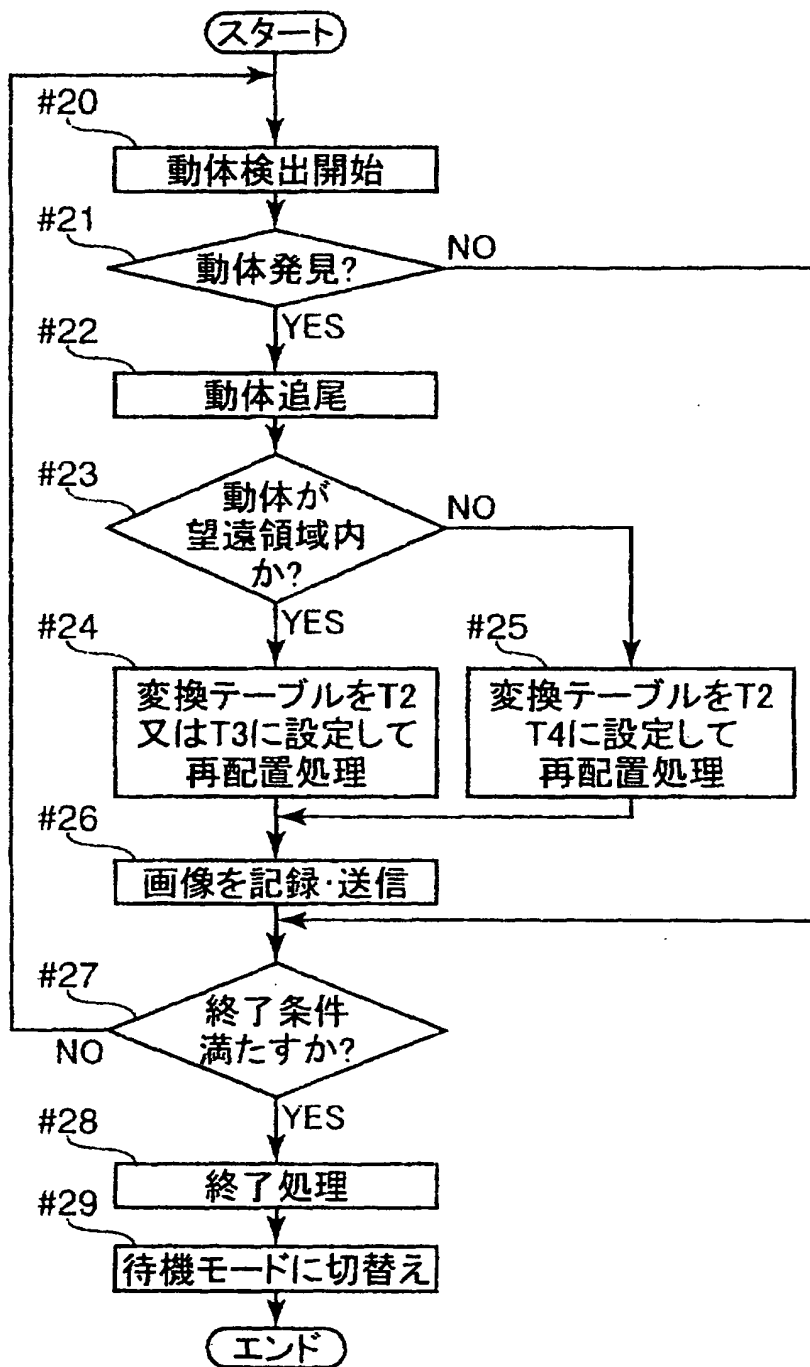 スタート
#20
動体検出開始
#21
動体発見?
NO
YES
#22
動体追尾
#23
動体が
望遠領域内
か?
NO
YES
#24
変換テーブルをT2
又はT3に設定して
再配置処理
#25
変換テーブルをT2
T4に設定して
再配置処理
#26
画像を記録·送信
#27
終了条件
満たすか?
NO
YES
#28
終了処理
#29
待機モードに切替え
エンド